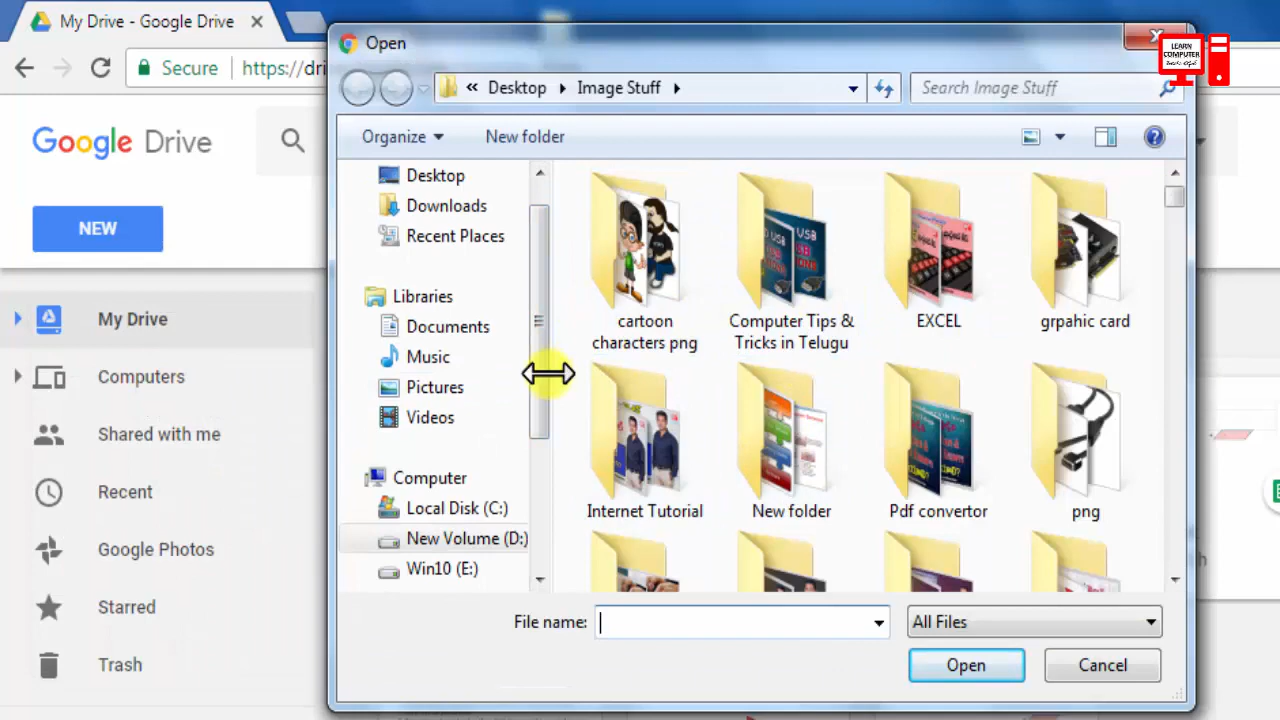 My Drive - Google Drive
Open
LEARN
COMPUTER
Secure
https://dri
« Desktop Image Stuff
Search Image Stuff
Organize
New folder
Google Drive
NEW
Desktop
Downloads
Recent Places
Libraries
Documents
Music
Pictures
Videos
Computer
Local Disk (C:)
New Volume (D:)
Win10 (E:)
My Drive
Computers
Shared with me
Recent
Google Photos
Starred
Trash
cartoon
characters png
Computer Tips &
Tricks in Telugu
EXCEL
grpahic card
Internet Tutorial
New folder
Pdf convertor
png
File name:
All Files
Open
Cancel